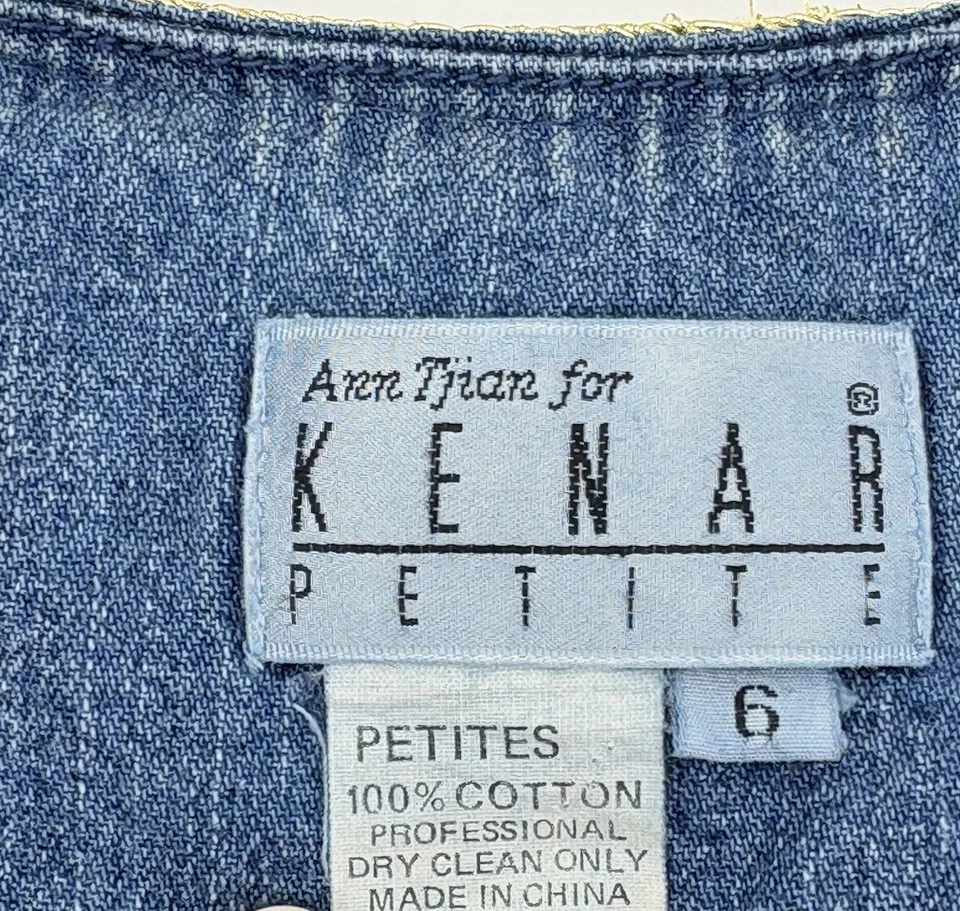 Ann Tjian for
KENAR®
PETITE
6
PETITES
100% COTTON
PROFESSIONAL
DRY CLEAN ONLY
MADE IN CHINA